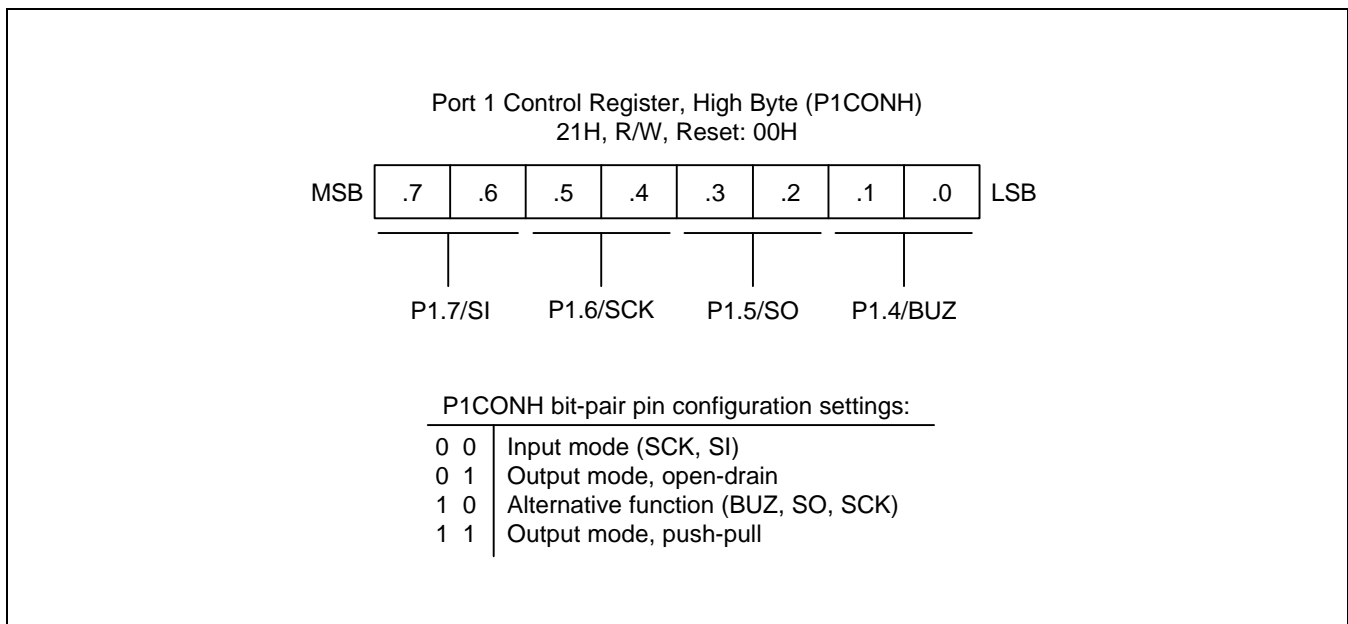 Port 1 Control Register, High Byte (P1CONH)
21H, R/W, Reset: 00H
MSB .7 .6 .5 .4 .3 .2 .1 .0 LSB
P1.7/SI P1.6/SCK P1.5/SO P1.4/BUZ
P1CONH bit-pair pin configuration settings:
0 0 Input mode (SCK, SI)
0 1 Output mode, open-drain
1 0 Alternative function (BUZ, SO, SCK)
1 1 Output mode, push-pull